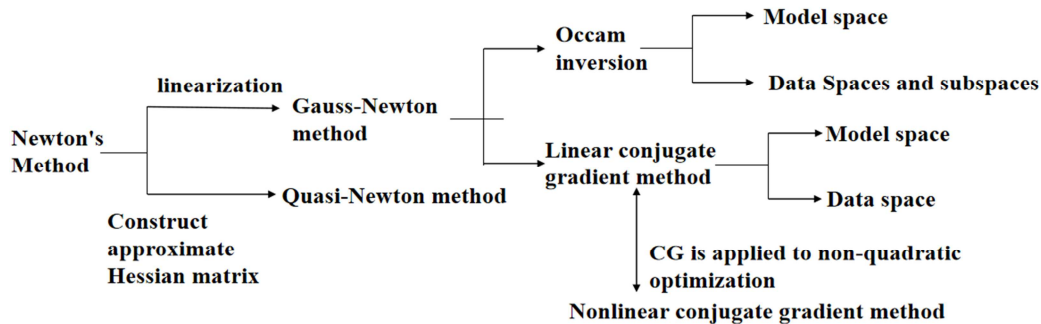 Newton's
Method
linearization
Gauss-Newton
method
Quasi-Newton method
Construct
approximate
Hessian matrix
Occam
inversion
Model space
Data Spaces and subspaces
Linear conjugate
gradient method
Model space
Data space
CG is applied to non-quadratic
optimization
Nonlinear conjugate gradient method